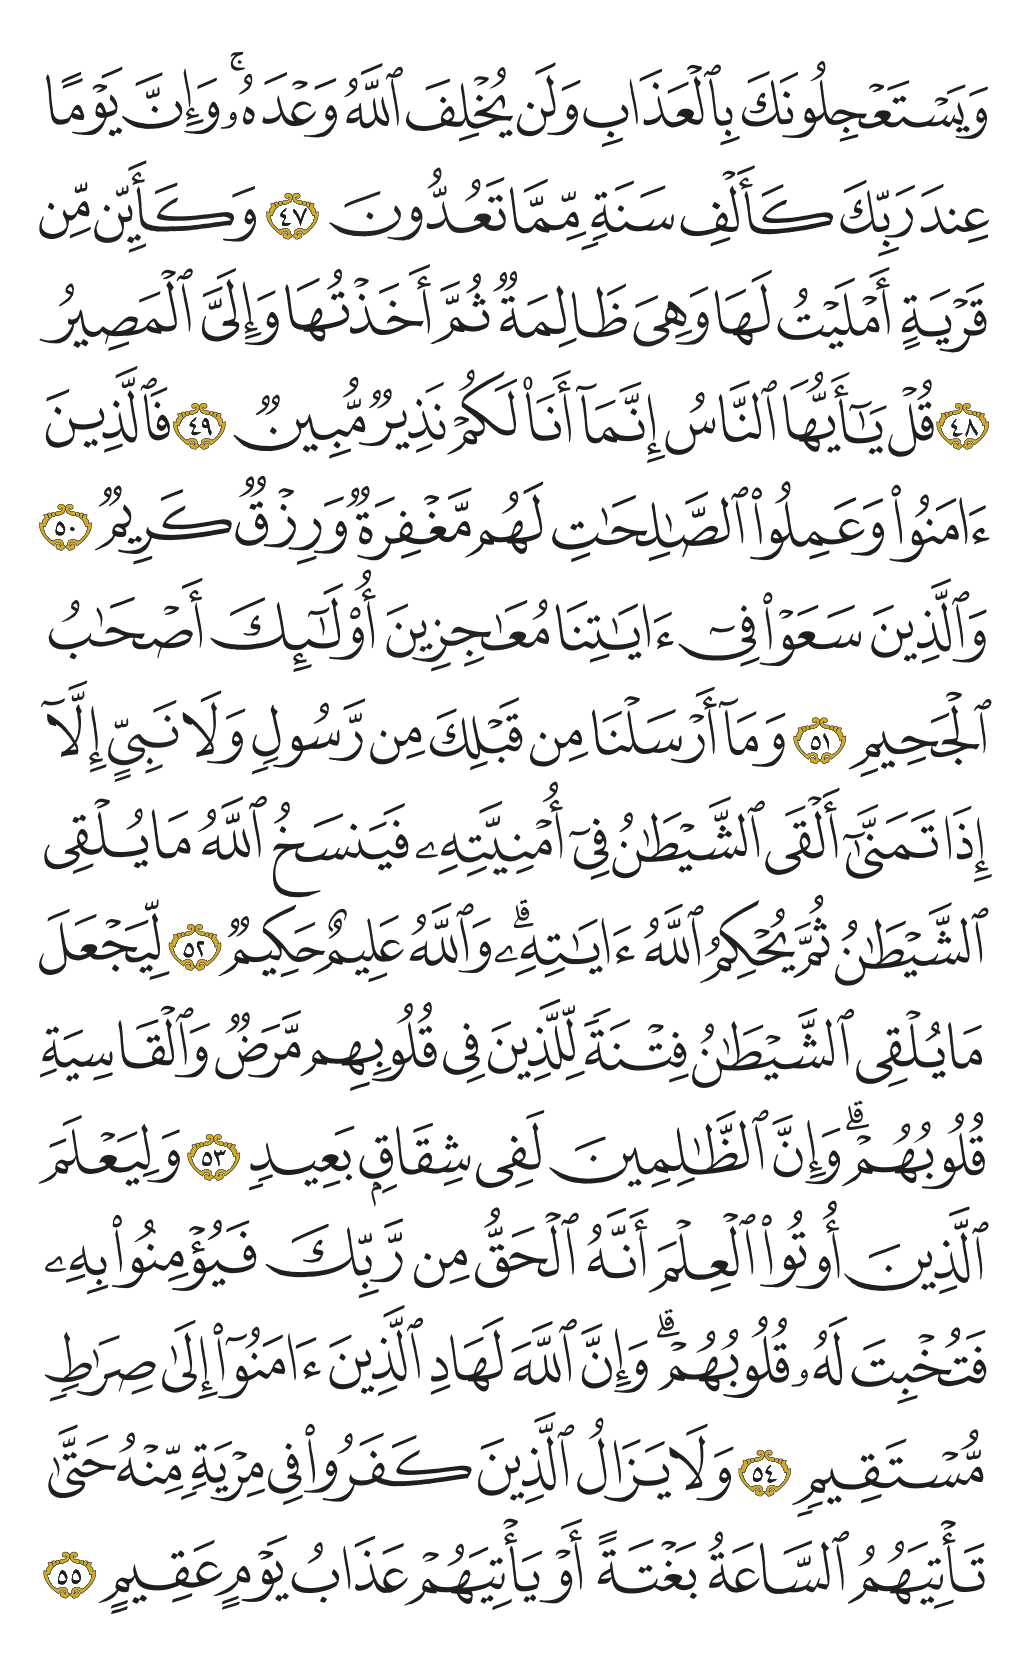 وَيَسْتَعْجِلُونَكَ بِٱلْعَذَابِ وَلَن يُخْلِفَ ٱللَّهُ وَعْدَهُۥ ۚ وَإِنَّ يَوْمًا
عِندَ رَبِّكَ كَأَلْفِ سَنَةٍ مِّمَّا تَعُدُّونَ ٤٧ وَكَأَيِّن مِّن
قَرْيَةٍ أَمْلَيْتُ لَهَا وَهِىَ ظَالِمَةٌ ثُمَّ أَخَذْتُهَا وَإِلَىَّ ٱلْمَصِيرُ
٤٨ قُلْ يَٰٓأَيُّهَا ٱلنَّاسُ إِنَّمَآ أَنَا۠ لَكُمْ نَذِيرٌ مُّبِينٌ ٤٩ فَٱلَّذِينَ
ءَامَنُوا۟ وَعَمِلُوا۟ ٱلصَّٰلِحَٰتِ لَهُم مَّغْفِرَةٌ وَرِزْقٌ كَرِيمٌ ٥٠
وَٱلَّذِينَ سَعَوْا۟ فِىٓ ءَايَٰتِنَا مُعَٰجِزِينَ أُو۟لَٰٓئِكَ أَصْحَٰبُ
ٱلْجَحِيمِ ٥١ وَمَآ أَرْسَلْنَا مِن قَبْلِكَ مِن رَّسُولٍ وَلَا نَبِىٍّ إِلَّآ
إِذَا تَمَنَّىٰٓ أَلْقَى ٱلشَّيْطَٰنُ فِىٓ أُمْنِيَّتِهِۦ فَيَنسَخُ ٱللَّهُ مَا يُلْقِى
ٱلشَّيْطَٰنُ ثُمَّ يُحْكِمُ ٱللَّهُ ءَايَٰتِهِۦ ۗ وَٱللَّهُ عَلِيمٌ حَكِيمٌ ٥٢ لِّيَجْعَلَ
مَا يُلْقِى ٱلشَّيْطَٰنُ فِتْنَةً لِّلَّذِينَ فِى قُلُوبِهِم مَّرَضٌ وَٱلْقَاسِيَةِ
قُلُوبُهُمْ ۗ وَإِنَّ ٱلظَّٰلِمِينَ لَفِى شِقَاقٍۭ بَعِيدٍ ٥٣ وَلِيَعْلَمَ
ٱلَّذِينَ أُوتُوا۟ ٱلْعِلْمَ أَنَّهُ ٱلْحَقُّ مِن رَّبِّكَ فَيُؤْمِنُوا۟ بِهِۦ
فَتُخْبِتَ لَهُۥ قُلُوبُهُمْ ۗ وَإِنَّ ٱللَّهَ لَهَادِ ٱلَّذِينَ ءَامَنُوٓا۟ إِلَىٰ صِرَٰطٍ
مُّسْتَقِيمٍ ٥٤ وَلَا يَزَالُ ٱلَّذِينَ كَفَرُوا۟ فِى مِرْيَةٍ مِّنْهُ حَتَّىٰ
تَأْتِيَهُمُ ٱلسَّاعَةُ بَغْتَةً أَوْ يَأْتِيَهُمْ عَذَابُ يَوْمٍ عَقِيمٍ ٥٥